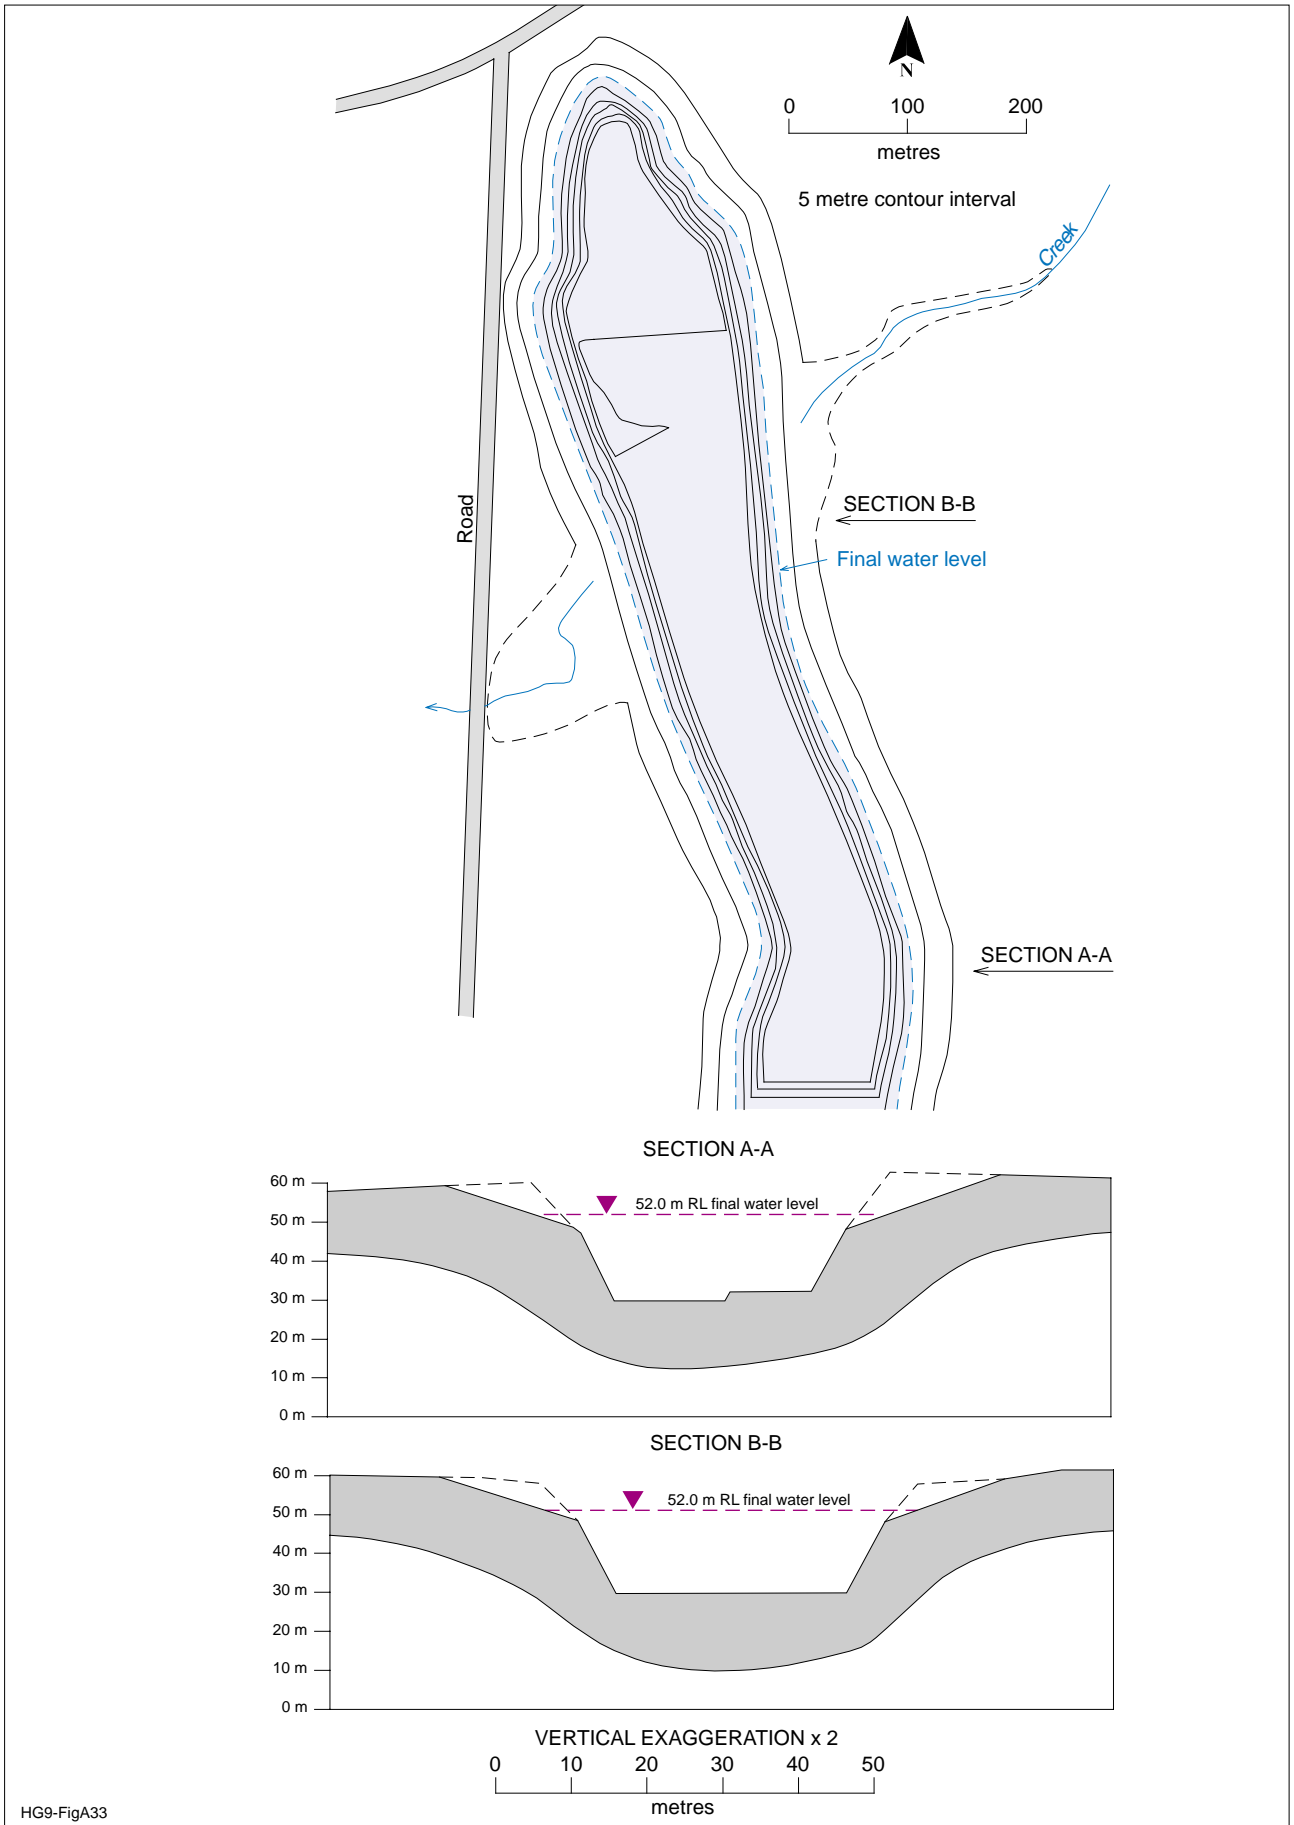 N
0 100 200
metres
5 metre contour interval
Creek
Road
SECTION B-B
Final water level
SECTION A-A
SECTION A-A
60 m
52.0 m RL final water level
50 m
40 m
30 m
20 m
10 m
0 m
SECTION B-B
60 m
52.0 m RL final water level
50 m
40 m
30 m
20 m
10 m
0 m
VERTICAL EXAGGERATION x 2
0 10 20 30 40 50
metres
HG9-FigA33